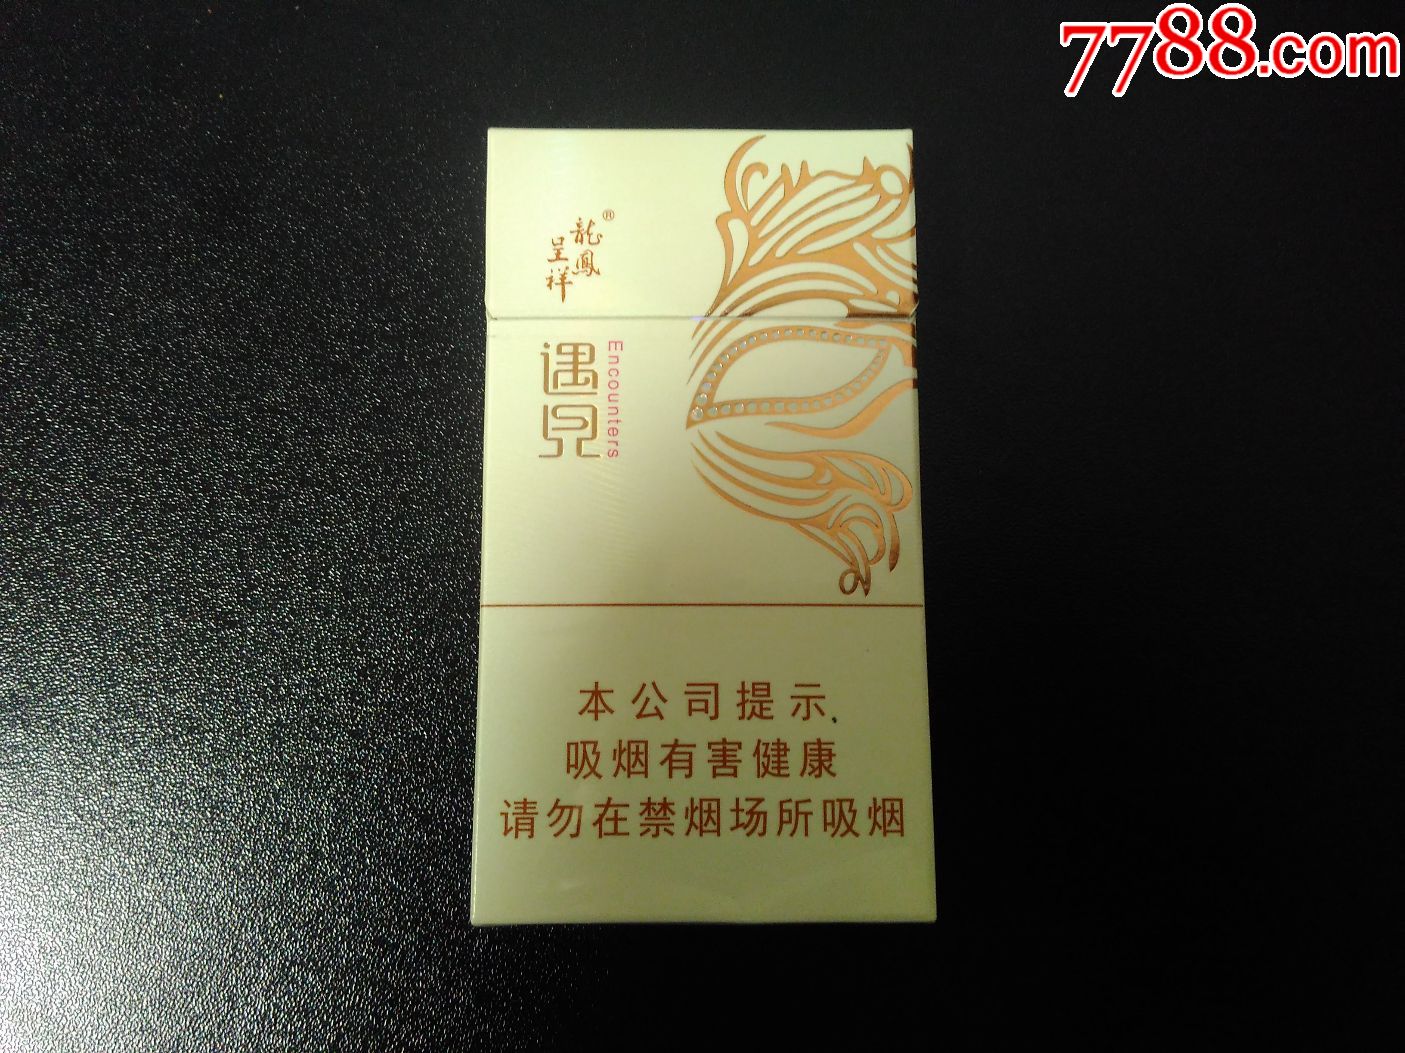 7788.com
龍鳳®
呈祥
遇見
Encounters
本公司提示
吸烟有害健康
请勿在禁烟场所吸烟